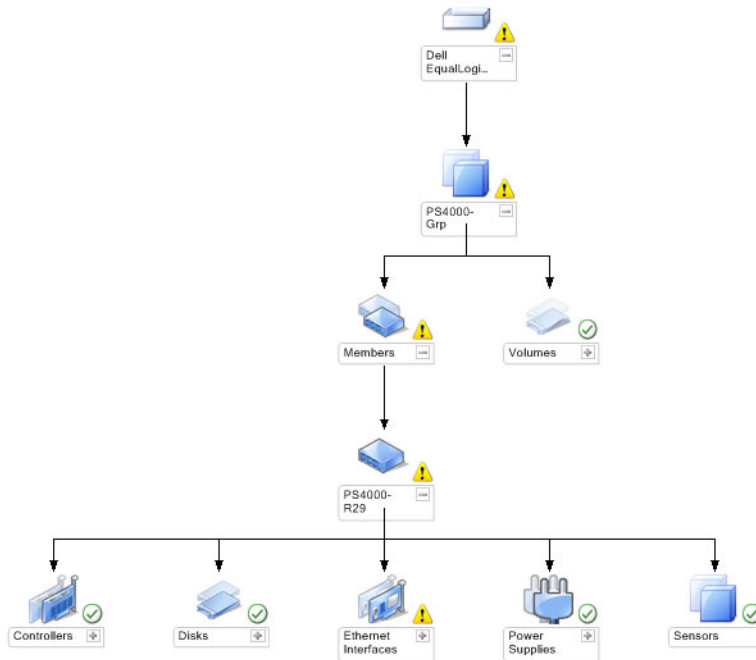 Dell
EqualLogi...
PS4000-
Grp
Members
Volumes
PS4000-
R29
Controllers
Disks
Ethernet
Interfaces
Power
Supplies
Sensors